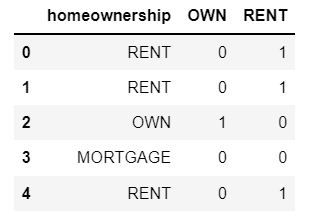 homeownership OWN RENT
0 RENT 0 1
1 RENT 0 1
2 OWN 1 0
3 MORTGAGE 0 0
4 RENT 0 1